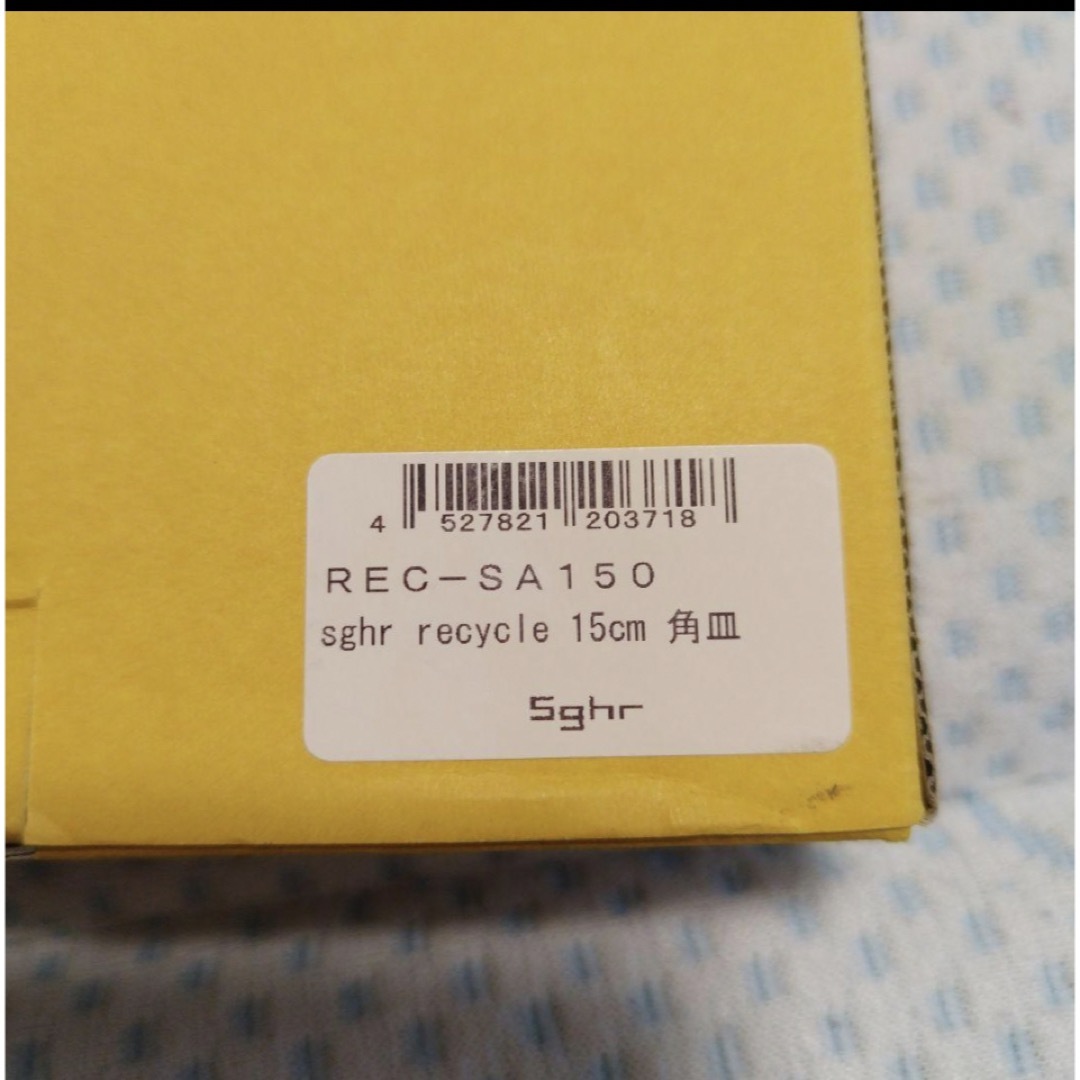 4 527821 203718
REC-SA150
sghr recycle 15cm 角皿
Sghr